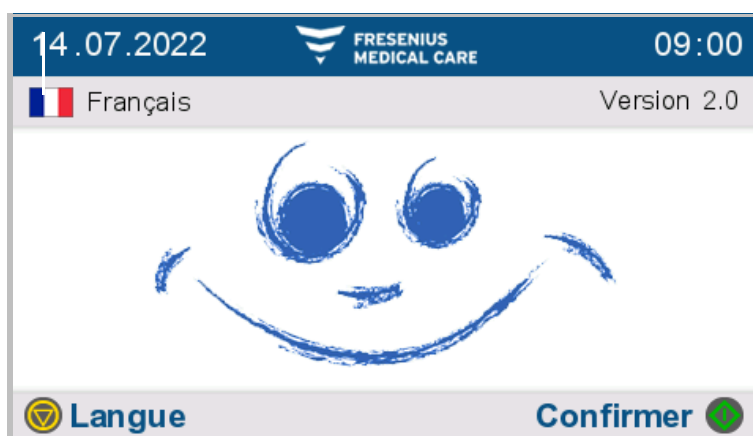 14.07.2022
FRESENIUS
MEDICAL CARE
09:00
Français
Version 2.0
Langue
Confirmer